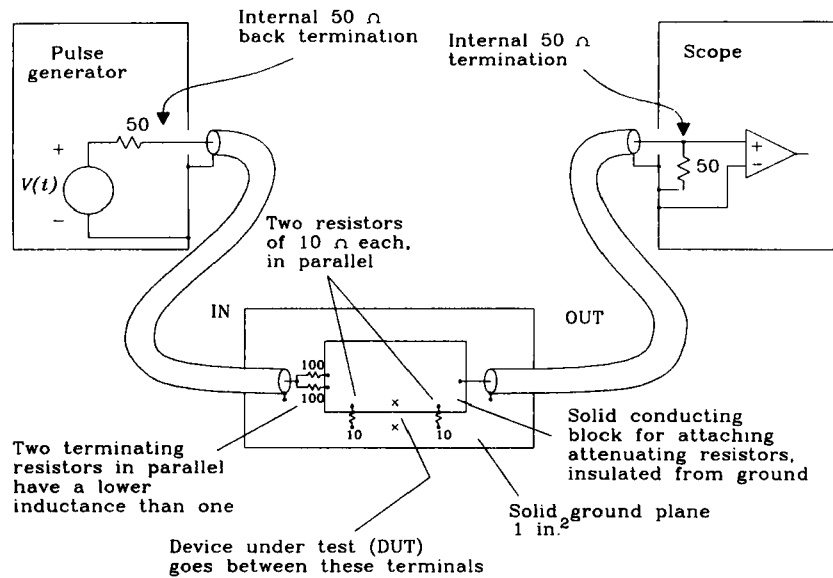 Internal 50 Ω
back termination
Pulse
generator
50
+
V(t)
−
Internal 50 Ω
termination
Scope
+
−
50
Two resistors
of 10 Ω each,
in parallel
IN
OUT
100
100
×
×
10
10
Two terminating
resistors in parallel
have a lower
inductance than one
Solid conducting
block for attaching
attenuating resistors,
insulated from ground
Solid ground plane
1 in.²
Device under test (DUT)
goes between these terminals